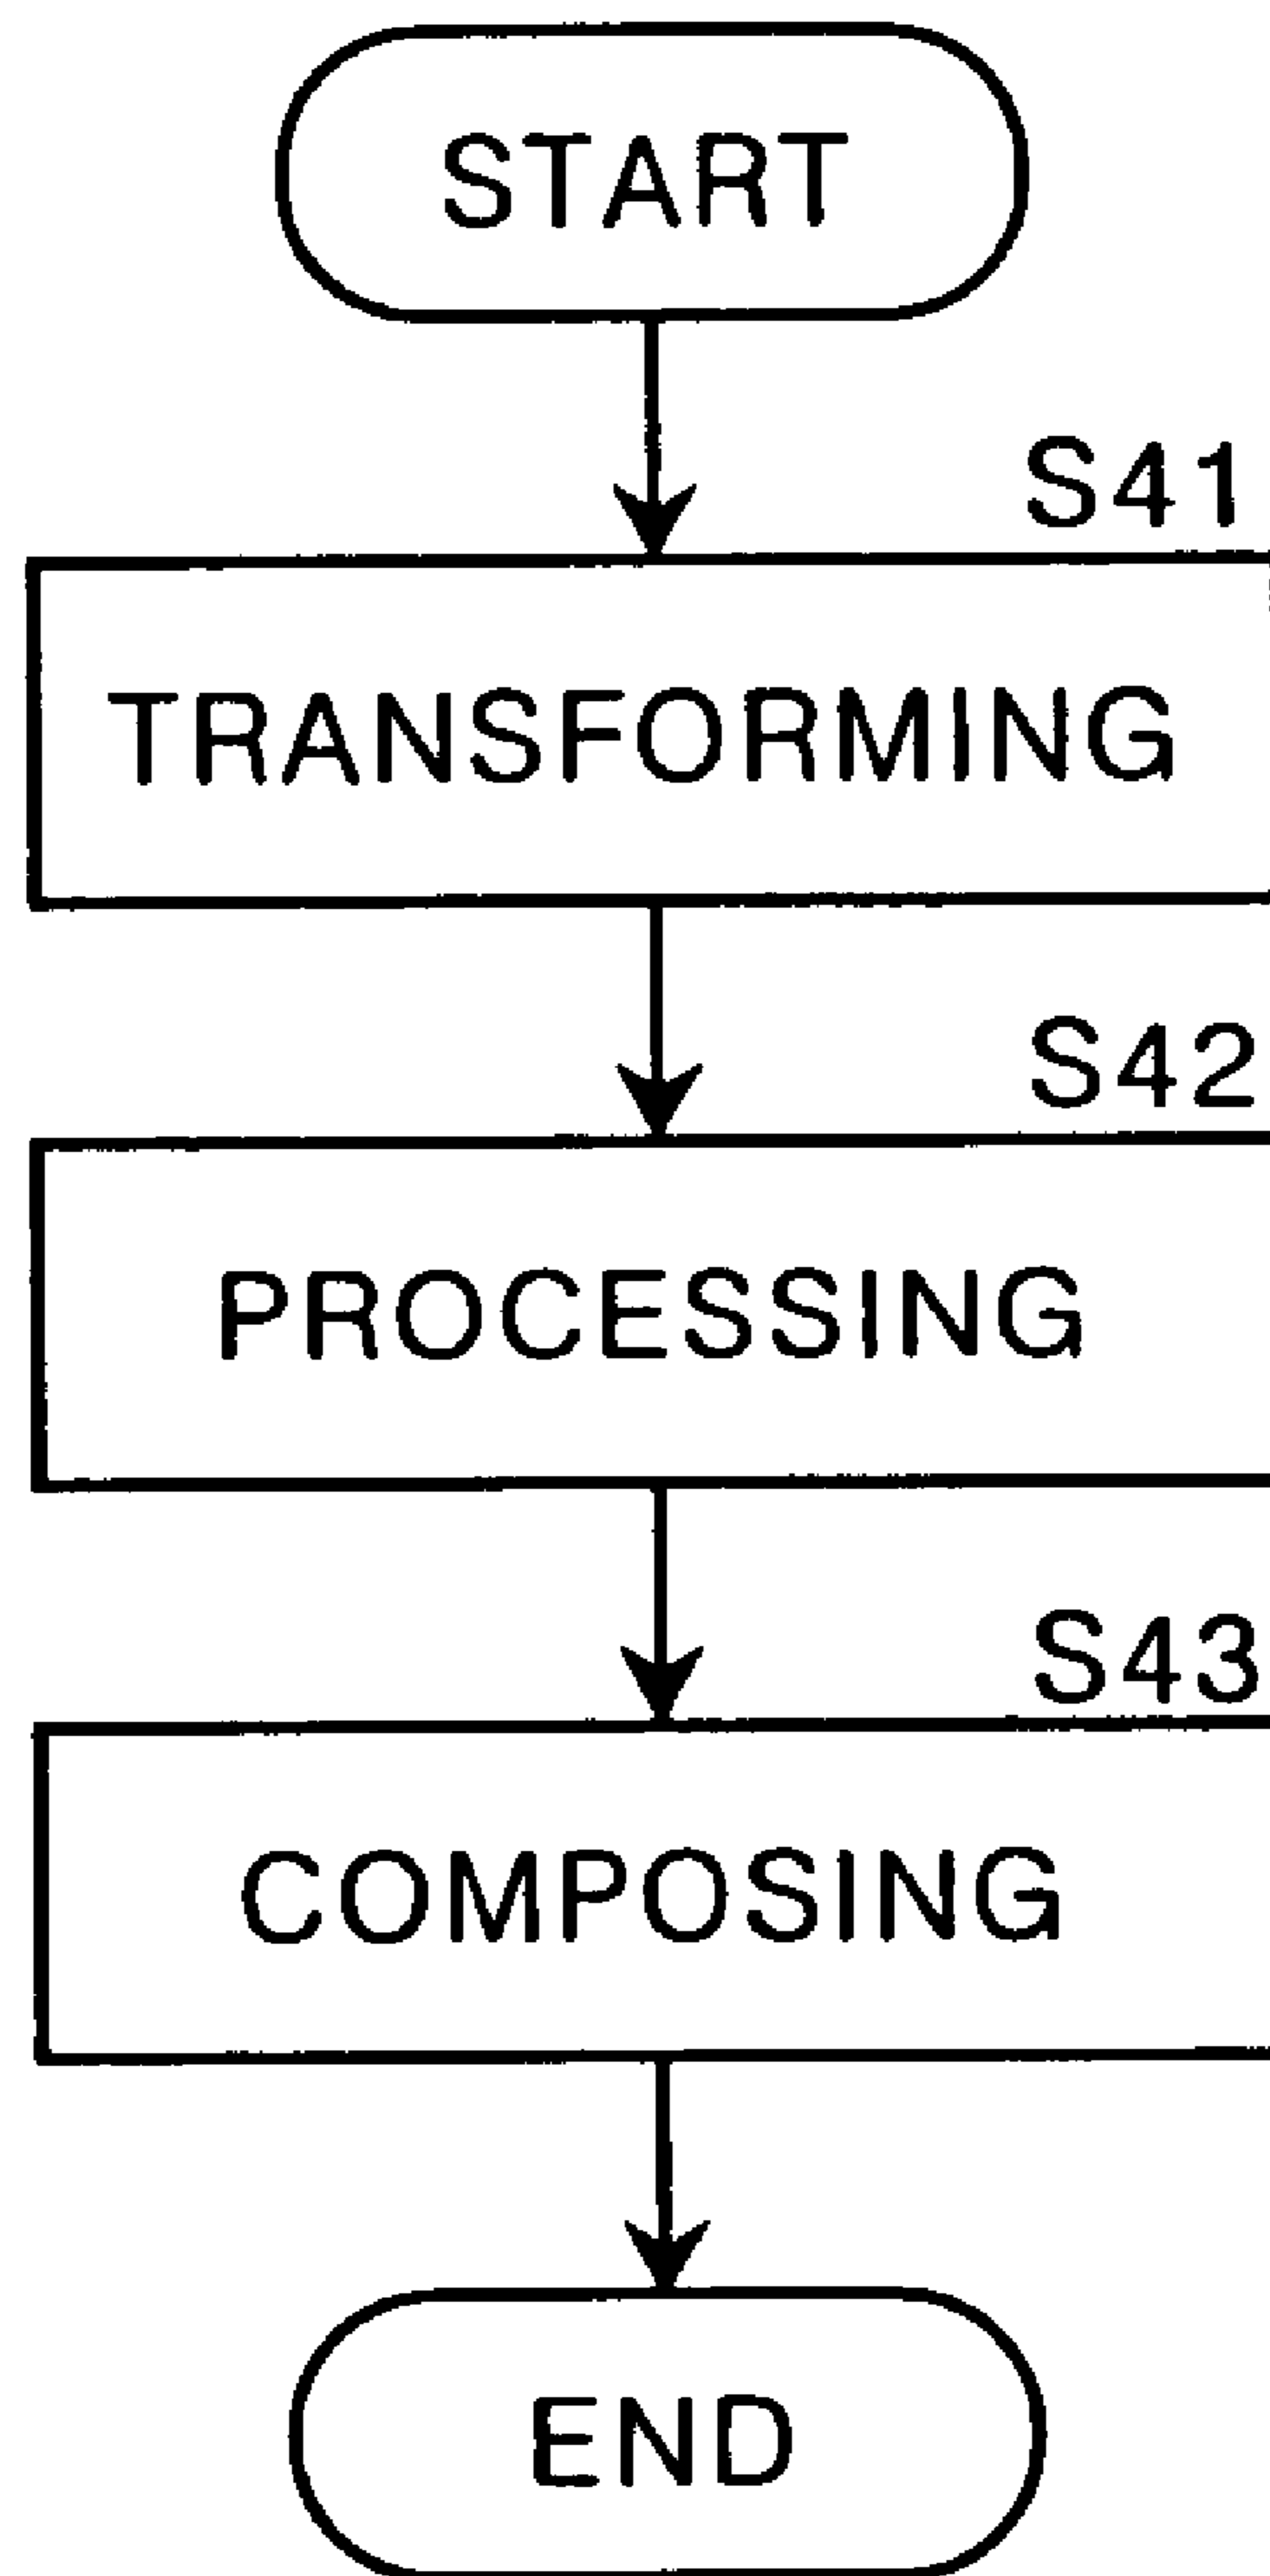 START
S41
TRANSFORMING
S42
PROCESSING
S43
COMPOSING
END